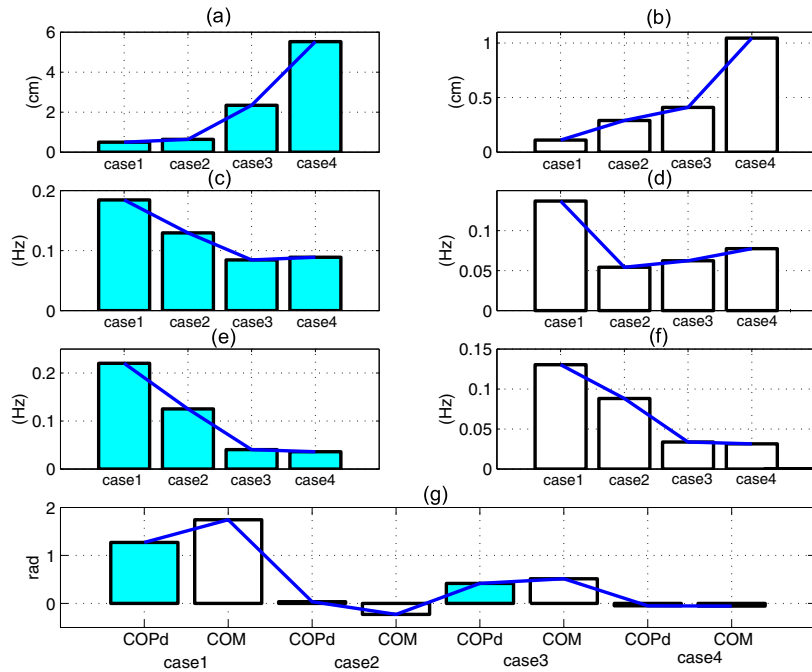 (a)
6
4
2
0
(cm)
case1 case2 case3 case4
(b)
1
0.5
0
(cm)
case1 case2 case3 case4
(c)
0.2
0.1
0
(Hz)
case1 case2 case3 case4
(d)
0.1
0.05
0
(Hz)
case1 case2 case3 case4
(e)
0.2
0.1
0
(Hz)
case1 case2 case3 case4
(f)
0.15
0.1
0.05
0
(Hz)
case1 case2 case3 case4
(g)
2
1
0
rad
COPd COM COPd COM COPd COM COPd COM
case1 case2 case3 case4